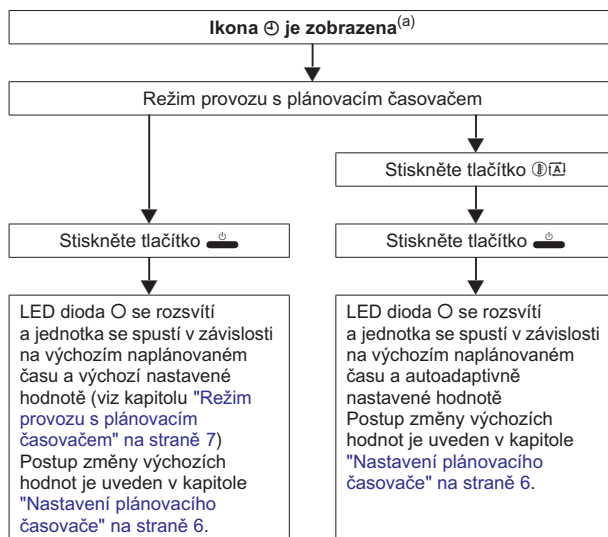 Ikona ⏲ je zobrazena(a)
Režim provozu s plánovacím časovačem
Stiskněte tlačítko A
Stiskněte tlačítko
Stiskněte tlačítko
LED dioda O se rozsvítí
a jednotka se spustí v závislosti
na výchozím naplánovaném
času a výchozí nastavené
hodnotě (viz kapitolu "Režim
provozu s plánovacím
časovačem" na straně 7)
Postup změny výchozích
hodnot je uveden v kapitole
"Nastavení plánovacího
časovače" na straně 6.
LED dioda O se rozsvítí
a jednotka se spustí v závislosti
na výchozím naplánovaném
času a autoadaptivně
nastavené hodnotě
Postup změny výchozích
hodnot je uveden v kapitole
"Nastavení plánovacího
časovače" na straně 6.